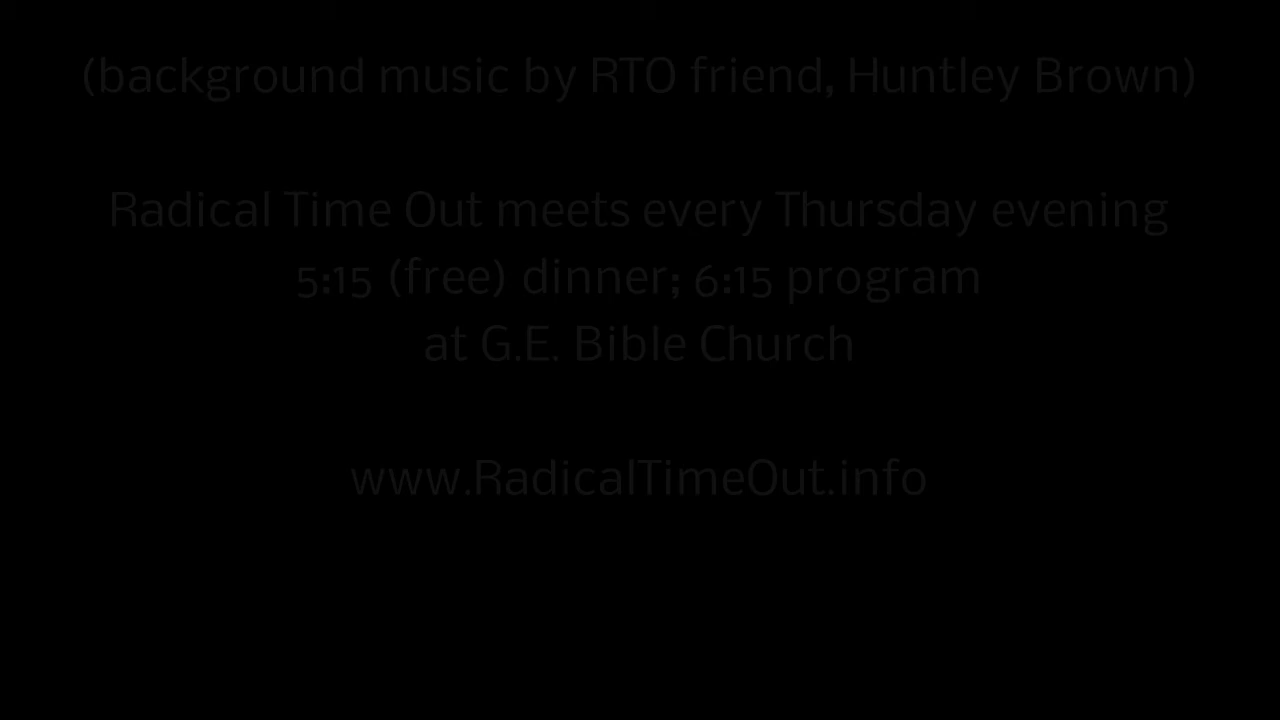 (background music by RTO friend, Huntley Brown)
Radical Time Out meets every Thursday evening
5:15 (free) dinner; 6:15 program
at G.E. Bible Church
www.RadicalTimeOut.info